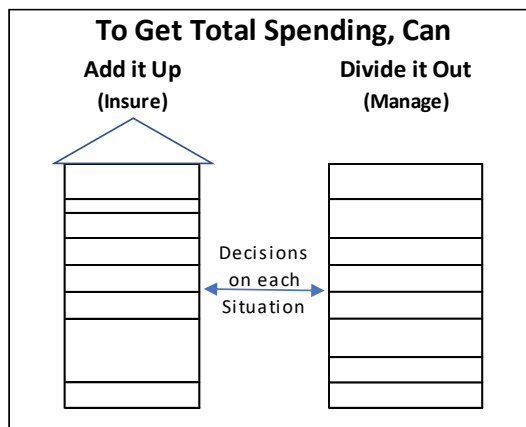 To Get Total Spending, Can
Add it Up
(Insure)
Divide it Out
(Manage)
Decisions
on each
Situation